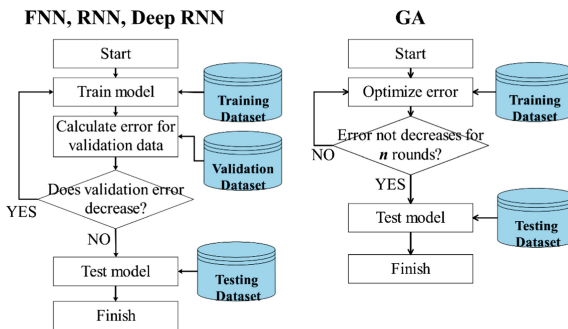 FNN, RNN, Deep RNN
Start
Train model
Training
Dataset
Calculate error for
validation data
Validation
Dataset
Does validation error
decrease?
YES
NO
Test model
Testing
Dataset
Finish
GA
Start
Optimize error
Training
Dataset
Error not decreases for
n rounds?
NO
YES
Test model
Testing
Dataset
Finish